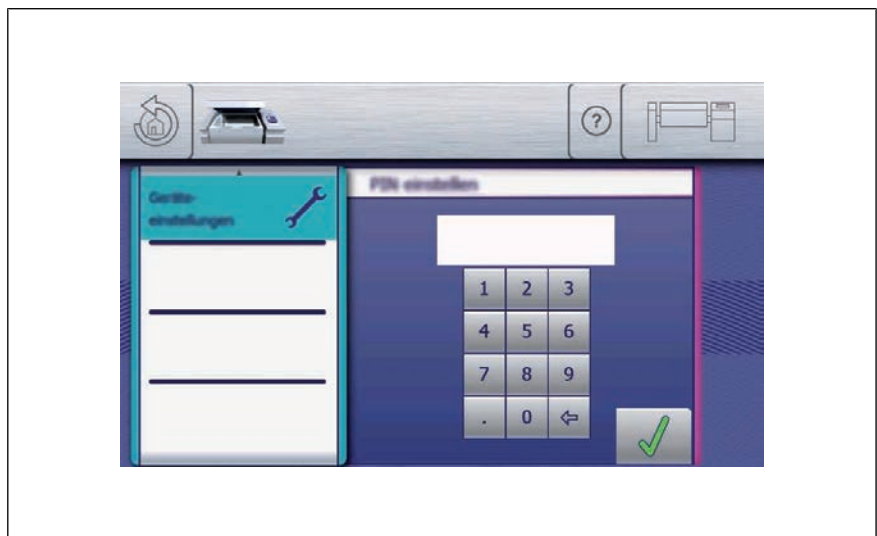 ?
PIN einstellen
Geräte-
einstellungen
1 2 3
4 5 6
7 8 9
. 0